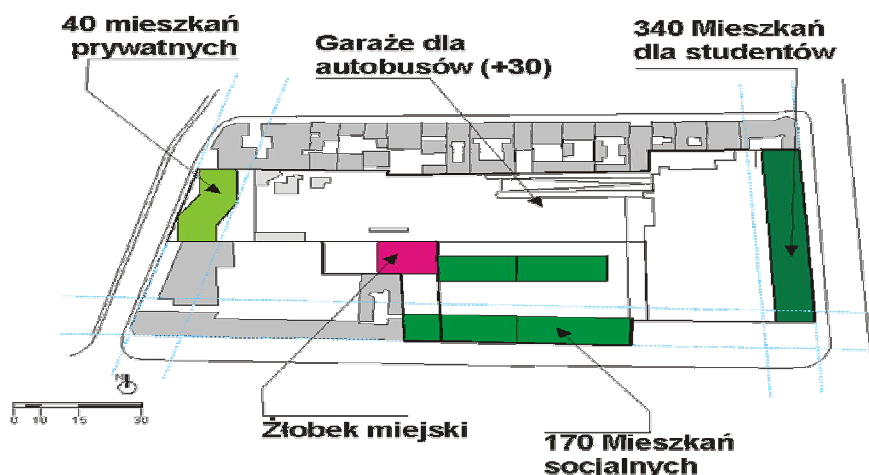 40 mieszkań
prywatnych
Garaże dla
autobusów (+30)
340 Mieszkań
dla studentów
N
0 10 15 30
Żłobek miejski
170 Mieszkań
socjalnych